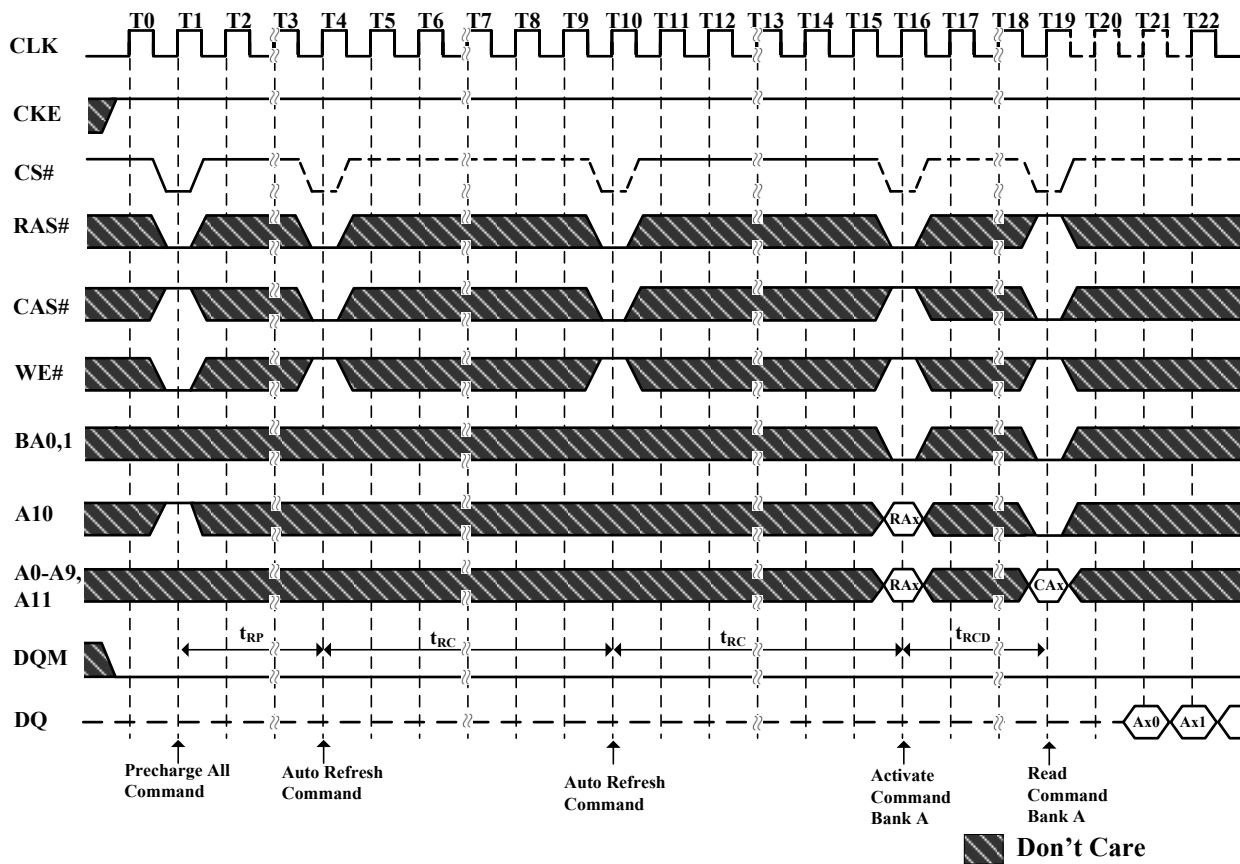 T0 T1 T2 T3 T4 T5 T6 T7 T8 T9 T10 T11 T12 T13 T14 T15 T16 T17 T18 T19 T20 T21 T22
CLK
CKE
CS#
RAS#
CAS#
WE#
BA0,1
A10
RAx
A0-A9,
A11
RAx CAx
tRP tRC tRC tRCD
DQM
DQ
Ax0 Ax1
Precharge All
Command
Auto Refresh
Command
Auto Refresh
Command
Activate
Command
Bank A
Read
Command
Bank A
Don't Care